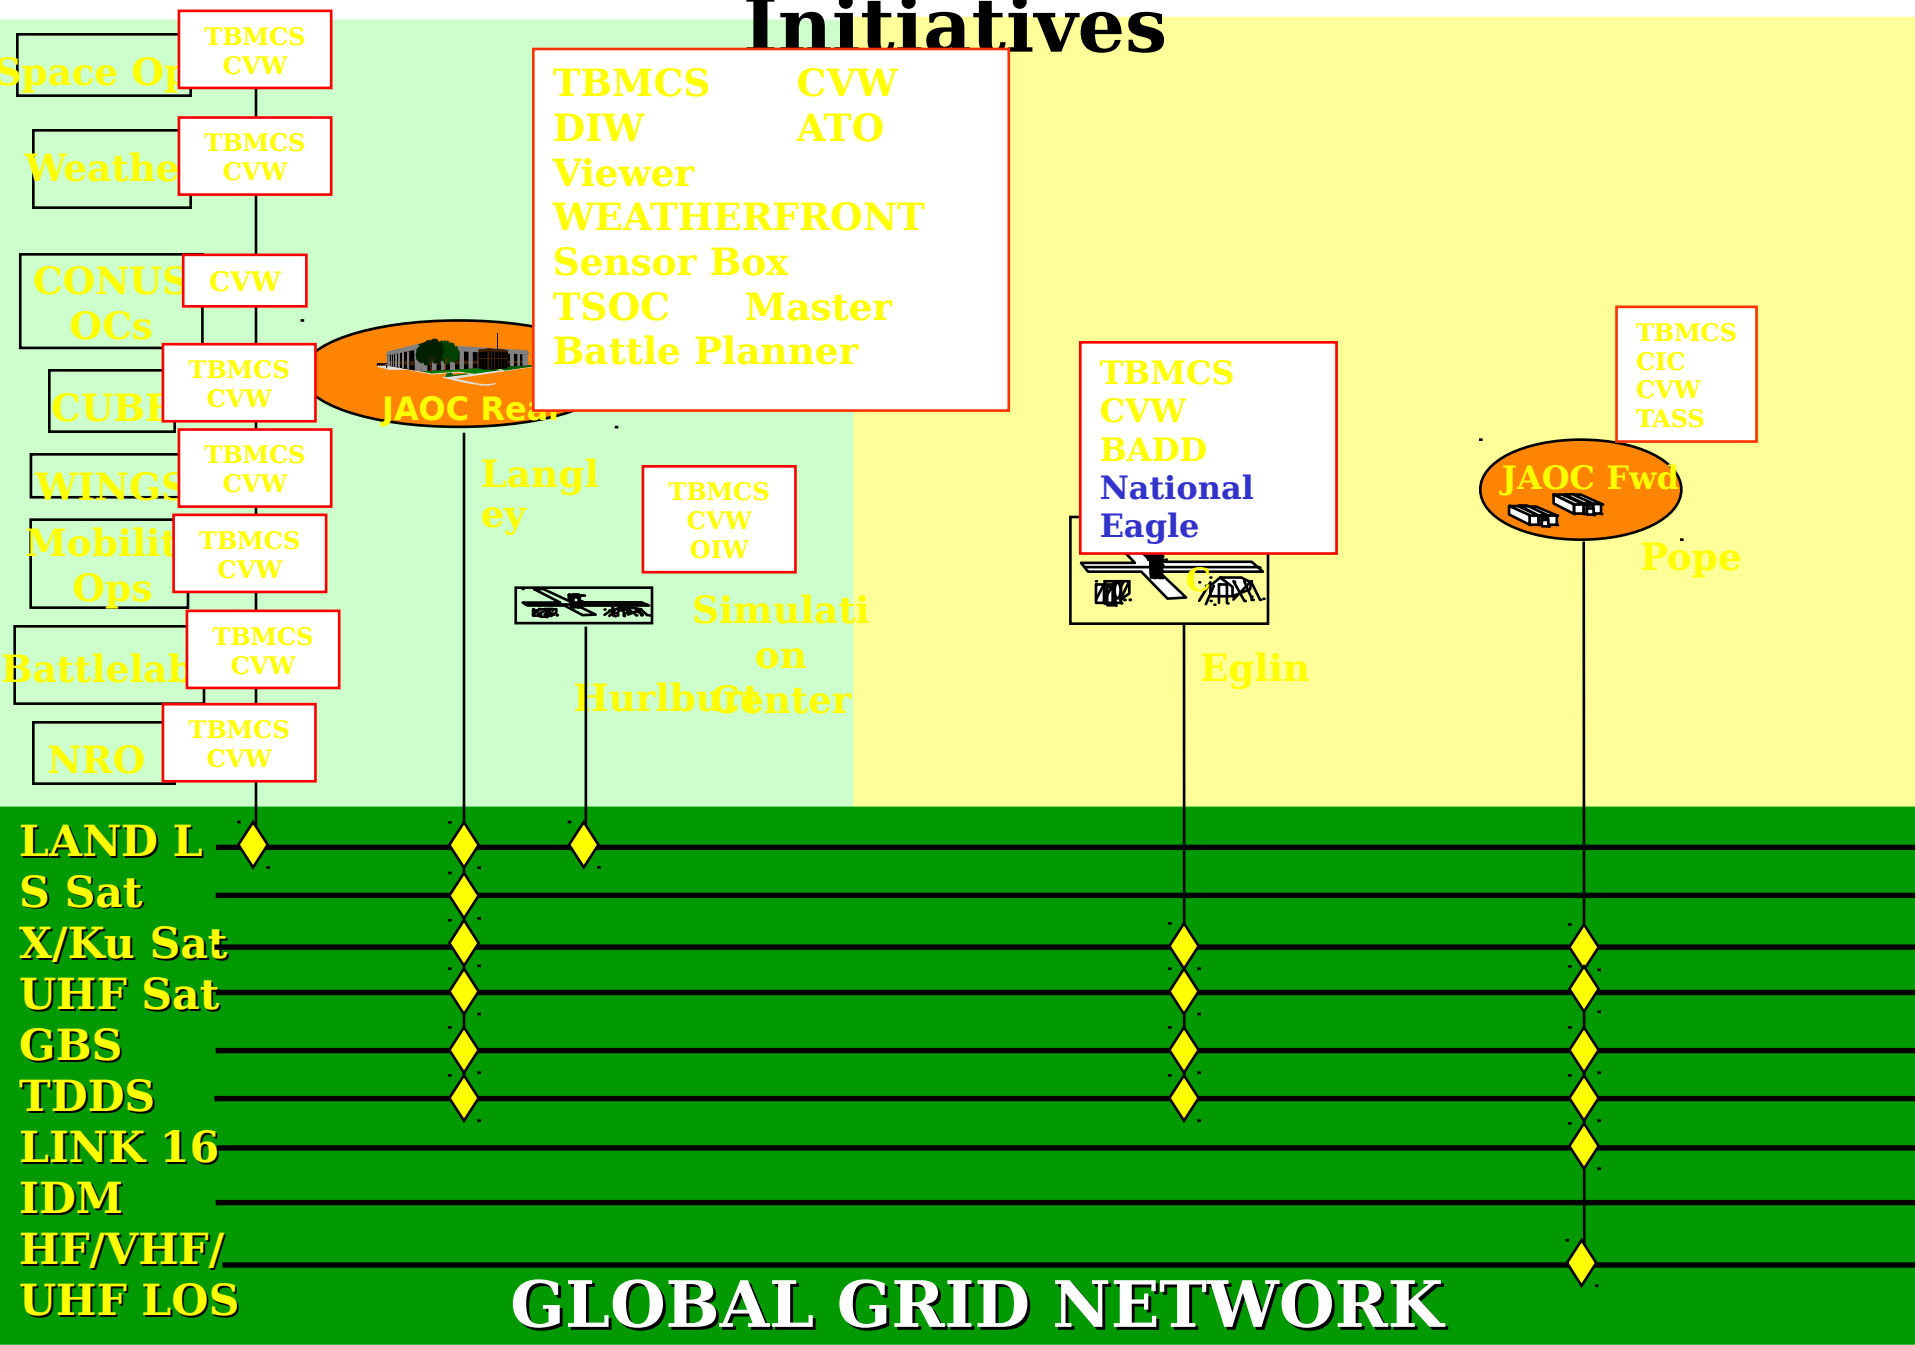 Initiatives
Space Op
TBMCS
CVW
Weathe
TBMCS
CVW
CONUS
OCs
CVW
CUBE
TBMCS
CVW
WINGS
TBMCS
CVW
Mobilit
Ops
TBMCS
CVW
Battlelab
TBMCS
CVW
NRO
TBMCS
CVW
TBMCS CVW
DIW ATO
Viewer
WEATHERFRONT
Sensor Box
TSOC Master
Battle Planner
JAOC Rear
Langl
ey
TBMCS
CVW
OIW
Simulati
on
Center
Hurlburt
TBMCS
CVW
BADD
National
Eagle
C
Eglin
TBMCS
CIC
CVW
TASS
JAOC Fwd
Pope
LAND L
S Sat
X/Ku Sat
UHF Sat
GBS
TDDS
LINK 16
IDM
HF/VHF/
UHF LOS
GLOBAL GRID NETWORK